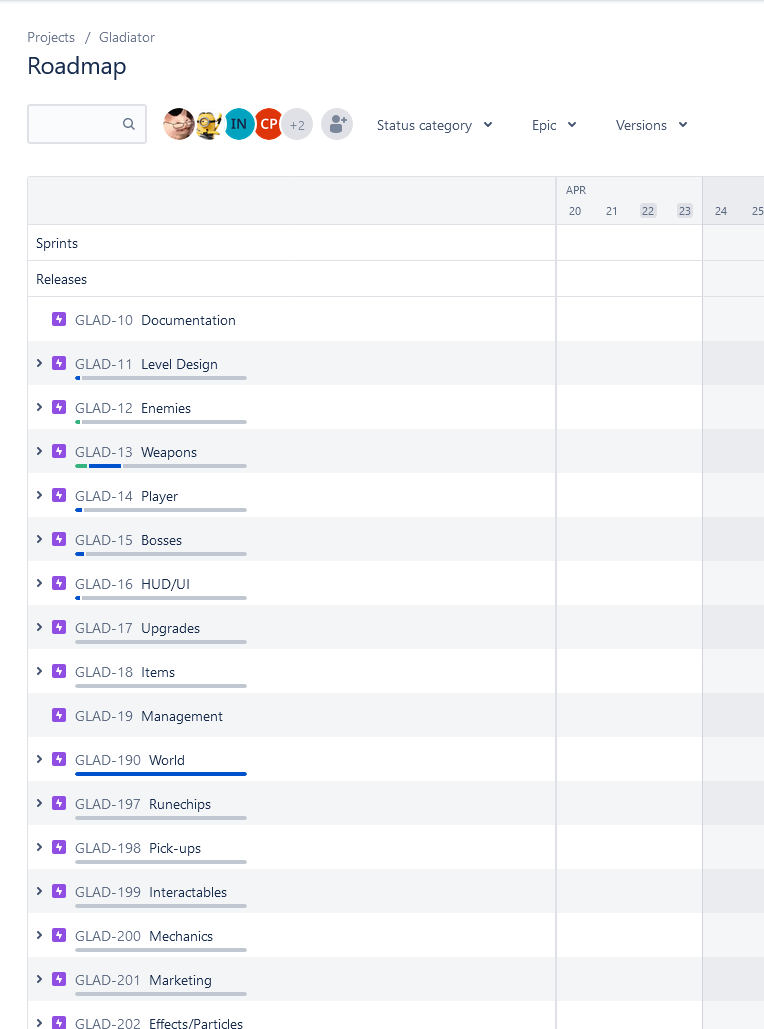 Projects / Gladiator
Roadmap
IN CP +2 Status category Epic Versions
APR
20 21 22 23 24 25
Sprints
Releases
GLAD-10 Documentation
GLAD-11 Level Design
GLAD-12 Enemies
GLAD-13 Weapons
GLAD-14 Player
GLAD-15 Bosses
GLAD-16 HUD/UI
GLAD-17 Upgrades
GLAD-18 Items
GLAD-19 Management
GLAD-190 World
GLAD-197 Runechips
GLAD-198 Pick-ups
GLAD-199 Interactables
GLAD-200 Mechanics
GLAD-201 Marketing
GLAD-202 Effects/Particles